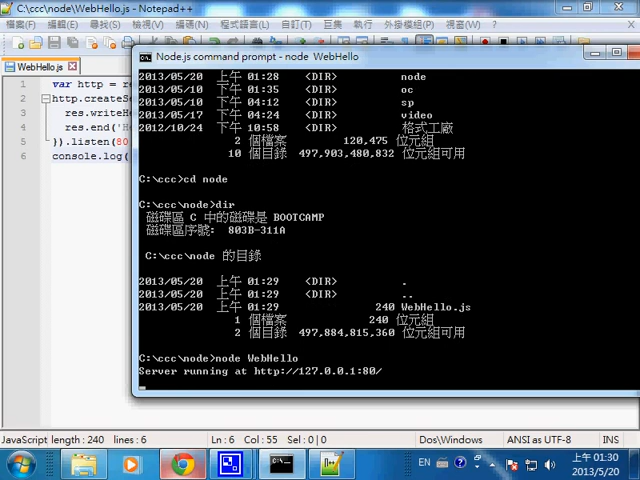 C:\ccc\node\WebHello.js - Notepad++
檔案(F) 編輯(E) 搜尋(S) 檢視(V) 編碼(N) 程式語言(L) 自訂(T) 巨集 執行 外掛模組(P) 視窗(W) ? X
WebHello.js
1 var http = re
2 http.createSe
3 res.writeHe
4 res.end('He
5 }).listen(80
6 console.log(
Node.js command prompt - node WebHello
2013/05/20 上午 01:28 <DIR> node
2013/05/10 下午 01:35 <DIR> oc
2013/05/10 下午 04:12 <DIR> sp
2013/05/17 下午 04:24 <DIR> video
2012/10/24 下午 10:58 <DIR> 格式工廠
2 個檔案 120,475 位元組
10 個目錄 497,903,480,832 位元組可用
C:\ccc>cd node
C:\ccc\node>dir
磁碟區 C 中的磁碟是 BOOTCAMP
磁碟區序號: 803B-311A
C:\ccc\node 的目錄
2013/05/20 上午 01:29 <DIR> .
2013/05/20 上午 01:29 <DIR> ..
2013/05/20 上午 01:29 240 WebHello.js
1 個檔案 240 位元組
2 個目錄 497,884,815,360 位元組可用
C:\ccc\node>node WebHello
Server running at http://127.0.0.1:80/
JavaScript length : 240 lines : 6 Ln : 6 Col : 55 Sel : 0 | 0 Dos\Windows ANSI as UTF-8 INS
EN 上午 01:30
2013/5/20